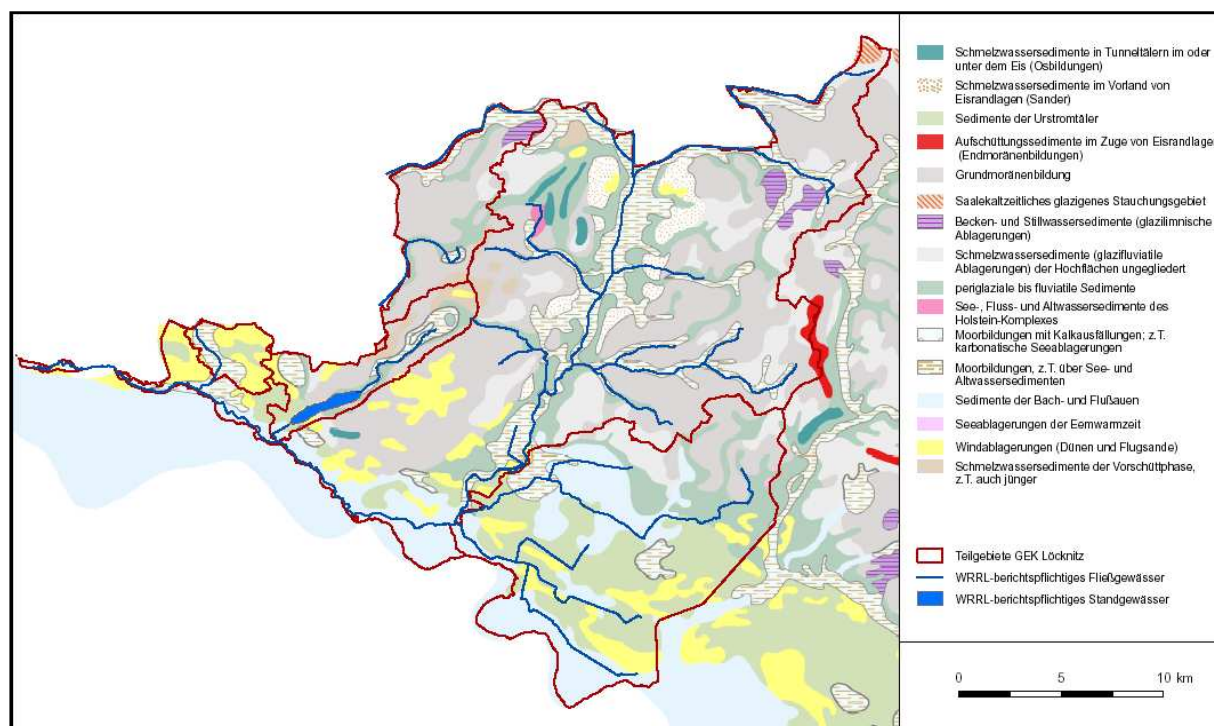 Schmelzwassersedimente in Tunneltälern im oder
unter dem Eis (Osbildungen)
Schmelzwassersedimente im Vorland von
Eisrandlagen (Sander)
Sedimente der Urstromtäler
Aufschüttungssedimente im Zuge von Eisrandlage
(Endmoränenbildungen)
Grundmoränenbildung
Saalekaltzeitliches glazigenes Stauchungsgebiet
Becken- und Stillwassersedimente (glazilimnische
Ablagerungen)
Schmelzwassersedimente (glazifluviatile
Ablagerungen) der Hochflächen ungegliedert
periglaziale bis fluviatile Sedimente
See-, Fluss- und Altwassersedimente des
Holstein-Komplexes
Moorbildungen mit Kalkausfällungen; z.T.
karbonatische Seeablagerungen
Moorbildungen, z.T. über See- und
Altwassersedimenten
Sedimente der Bach- und Flußauen
Seeablagerungen der Eemwarmzeit
Windablagerungen (Dünen und Flugsande)
Schmelzwassersedimente der Vorschüttphase,
z.T. auch jünger
Teilgebiete GEK Löcknitz
WRRL-berichtspflichtiges Fließgewässer
WRRL-berichtspflichtiges Standgewässer
0 5 10 km